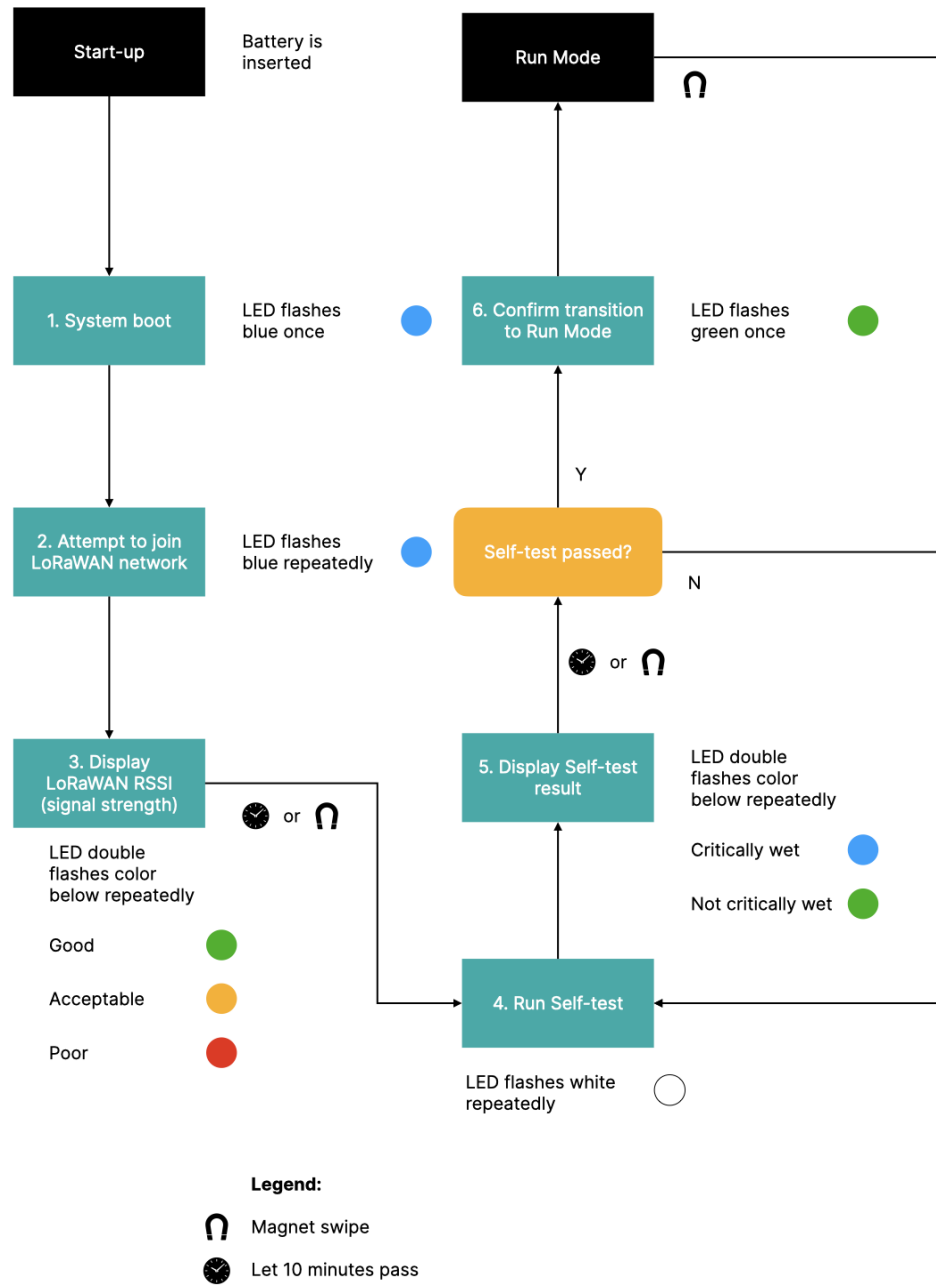 Start-up
Battery is
inserted
1. System boot
LED flashes
blue once
2. Attempt to join
LoRaWAN network
LED flashes
blue repeatedly
3. Display
LoRaWAN RSSI
(signal strength)
or
LED double
flashes color
below repeatedly
Good
Acceptable
Poor
Run Mode
6. Confirm transition
to Run Mode
LED flashes
green once
Y
Self-test passed?
N
or
5. Display Self-test
result
LED double
flashes color
below repeatedly
Critically wet
Not critically wet
4. Run Self-test
LED flashes white
repeatedly
Legend:
Magnet swipe
Let 10 minutes pass